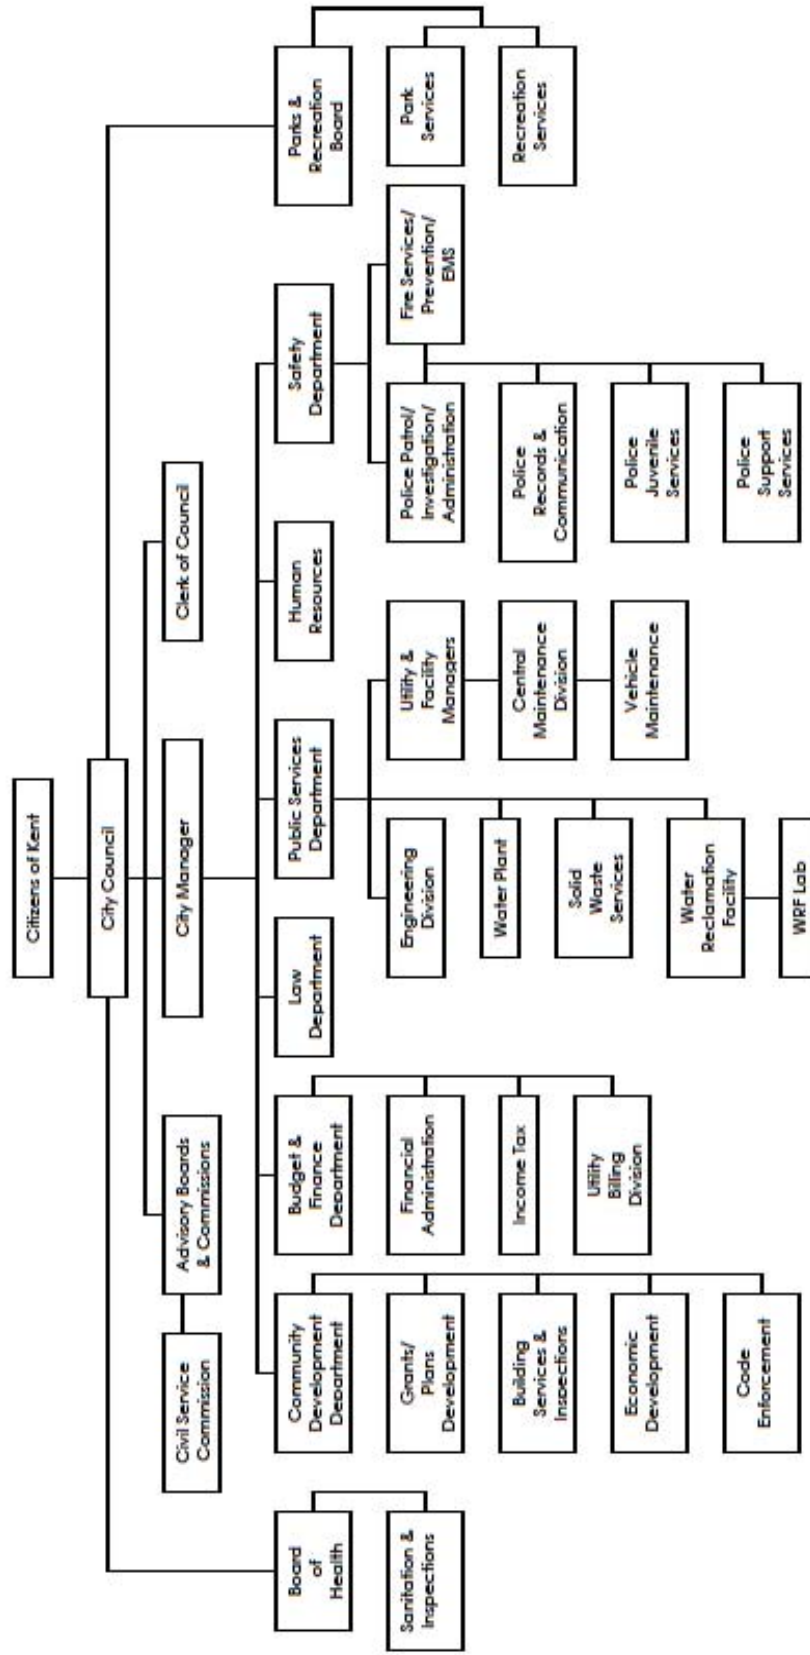 Citizens of Kent
City Council
Civil Service
Commission
Advisory Boards
& Commissions
City Manager
Clerk of Council
Board
of
Health
Sanitation &
Inspections
Community
Development
Department
Grants/
Plans
Development
Building
Services &
Inspections
Economic
Development
Code
Enforcement
Budget &
Finance
Department
Financial
Administration
Income Tax
Utility
Billing
Division
Law
Department
Public Services
Department
Engineering
Division
Water Plant
Solid
Waste
Services
Water
Reclamation
Facility
WRF Lab
Utility &
Facility
Managers
Central
Maintenance
Division
Vehicle
Maintenance
Human
Resources
Safety
Department
Police Patrol/
Investigation/
Administration
Police
Records &
Communication
Police
Juvenile
Services
Police
Support
Services
Fire Services/
Prevention/
EMS
Parks &
Recreation
Board
Park
Services
Recreation
Services